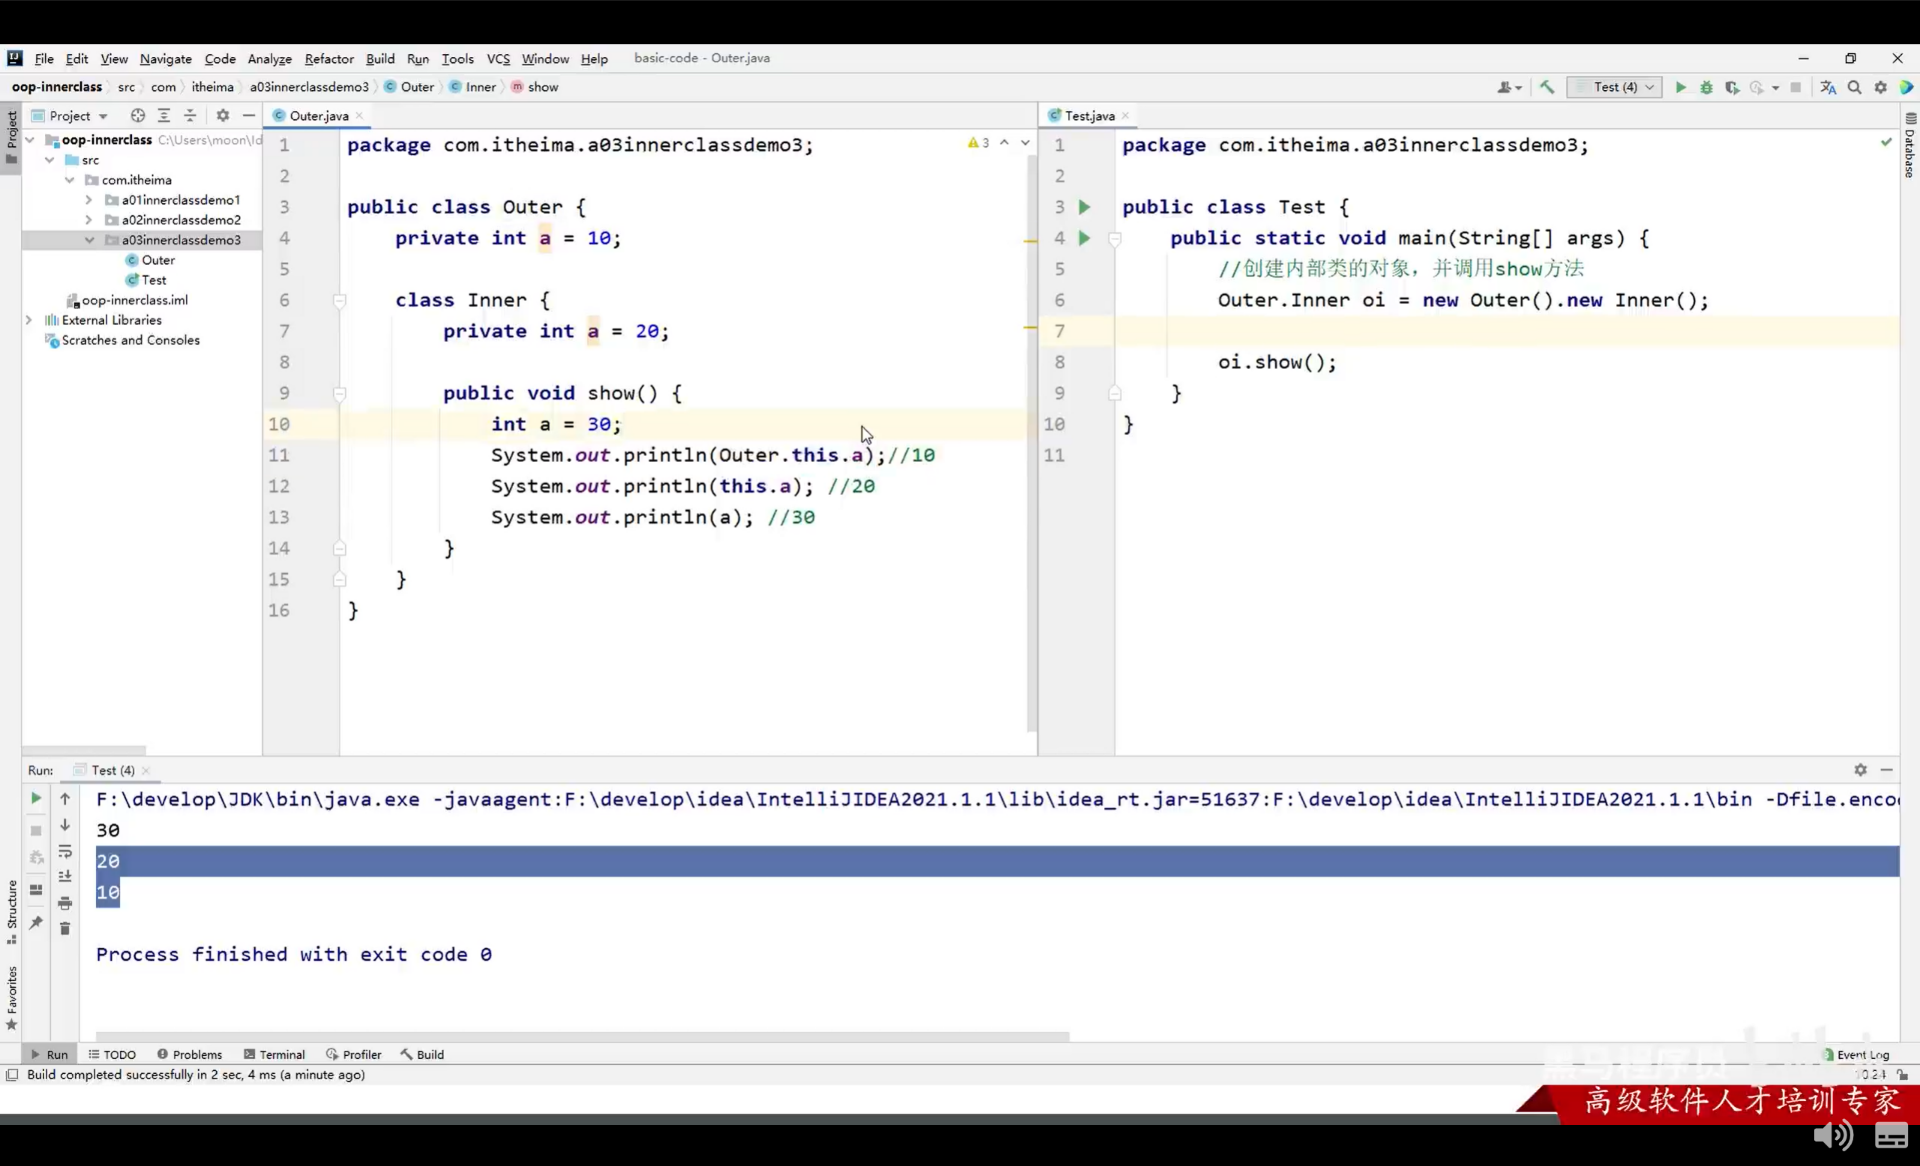 File Edit View Navigate Code Analyze Refactor Build Run Tools VCS Window Help basic-code - Outer.java
oop-innerclass src com itheima a03innerclassdemo3 Outer Inner show Test (4)
Project
Project
oop-innerclass C:\Users\moon\Id
src
com.itheima
a01innerclassdemo1
a02innerclassdemo2
a03innerclassdemo3
Outer
Test
oop-innerclass.iml
External Libraries
Scratches and Consoles
Outer.java
3
1 package com.itheima.a03innerclassdemo3;
2
3 public class Outer {
4 private int a = 10;
5
6 class Inner {
7 private int a = 20;
8
9 public void show() {
10 int a = 30;
11 System.out.println(Outer.this.a);//10
12 System.out.println(this.a); //20
13 System.out.println(a); //30
14 }
15 }
16 }
Test.java
1 package com.itheima.a03innerclassdemo3;
2
3 public class Test {
4 public static void main(String[] args) {
5 //创建内部类的对象，并调用show方法
6 Outer.Inner oi = new Outer().new Inner();
7
8 oi.show();
9 }
10 }
11
Database
Run: Test (4)
F:\develop\JDK\bin\java.exe -javaagent:F:\develop\idea\IntelliJIDEA2021.1.1\lib\idea_rt.jar=51637:F:\develop\idea\IntelliJIDEA2021.1.1\bin -Dfile.enco
30
20
10
Process finished with exit code 0
Structure
Favorites
Run TODO Problems Terminal Profiler Build Event Log
Build completed successfully in 2 sec, 4 ms (a minute ago) 10:24
高级软件人才培训专家